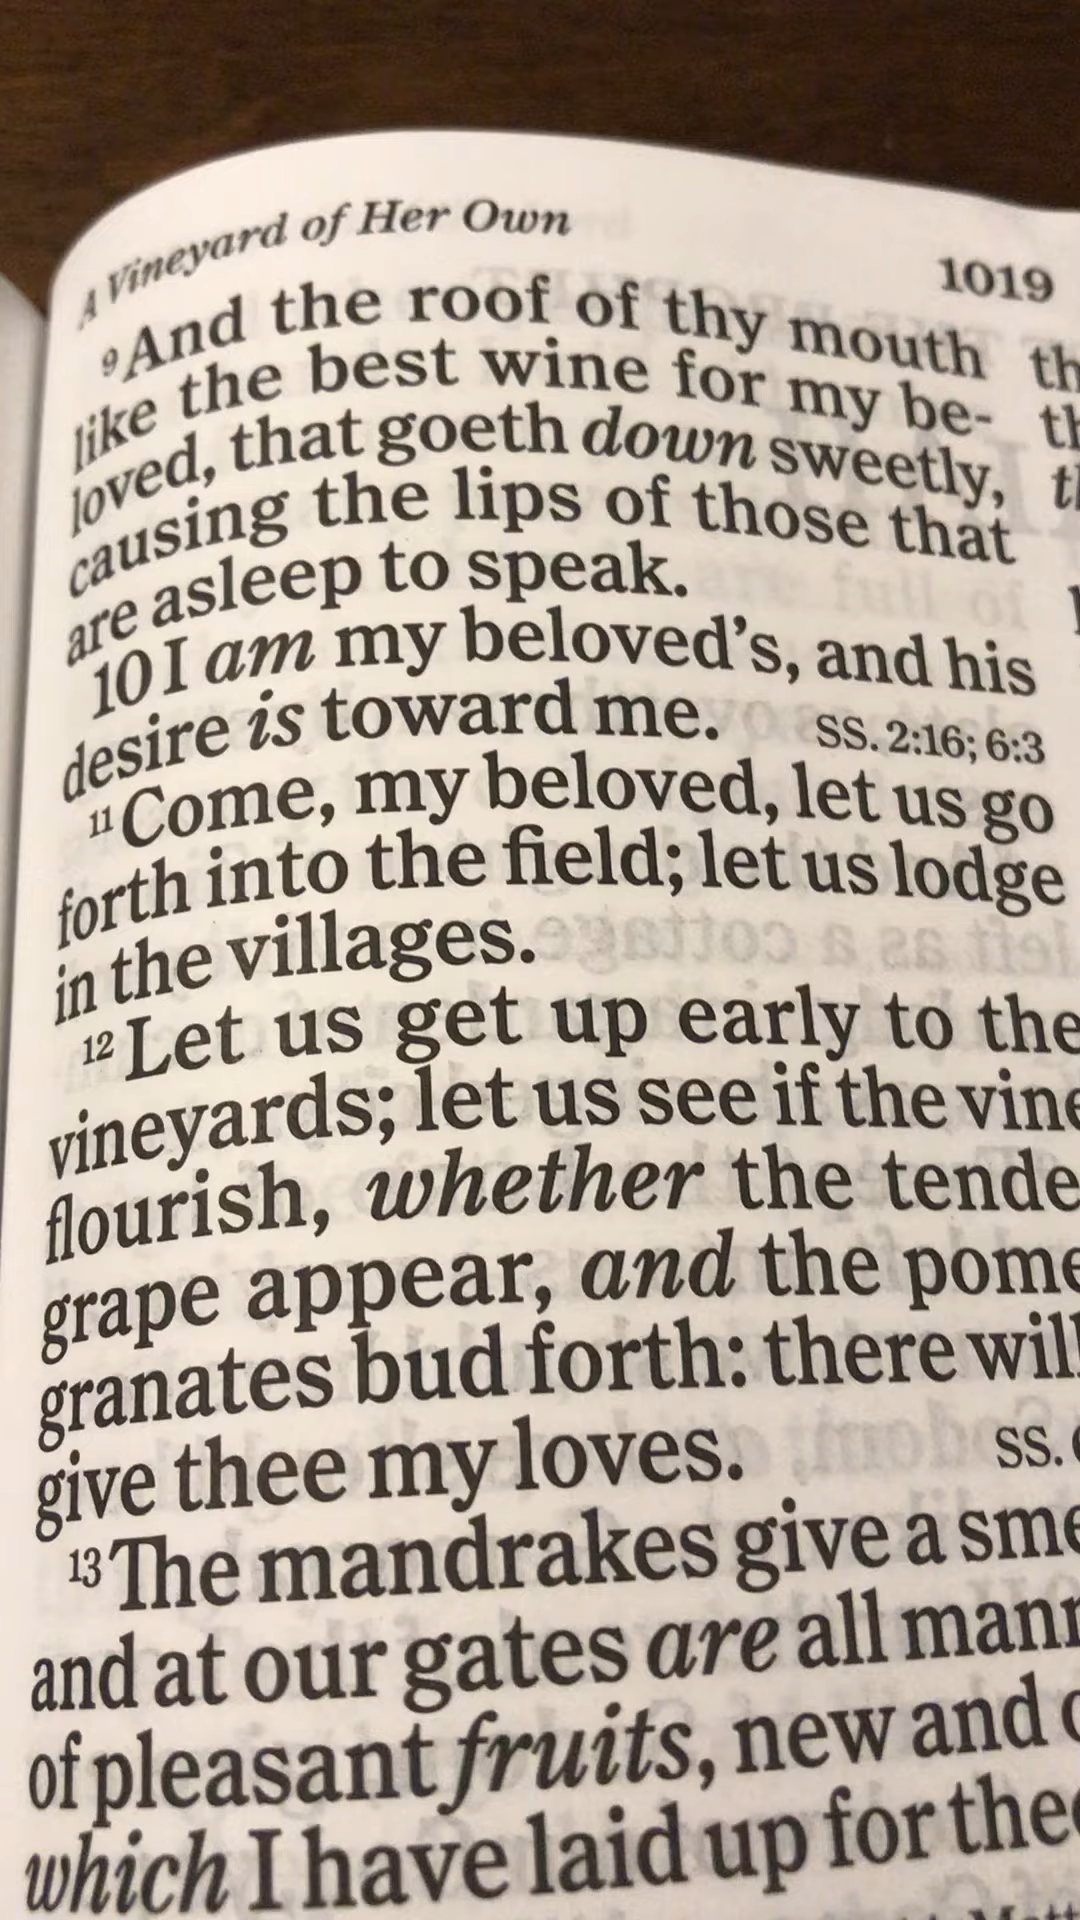 A Vineyard of Her Own
1019
9 And the roof of thy mouth
like the best wine for my be-
loved, that goeth down sweetly,
causing the lips of those that
are asleep to speak.
10 I am my beloved's, and his
desire is toward me. SS. 2:16; 6:3
11 Come, my beloved, let us go
forth into the field; let us lodge
in the villages.
12 Let us get up early to the
vineyards; let us see if the vine
flourish, whether the tende
grape appear, and the pome
granates bud forth: there will
give thee my loves. SS.
13 The mandrakes give a sme
and at our gates are all mann
of pleasant fruits, new and o
which I have laid up for thee